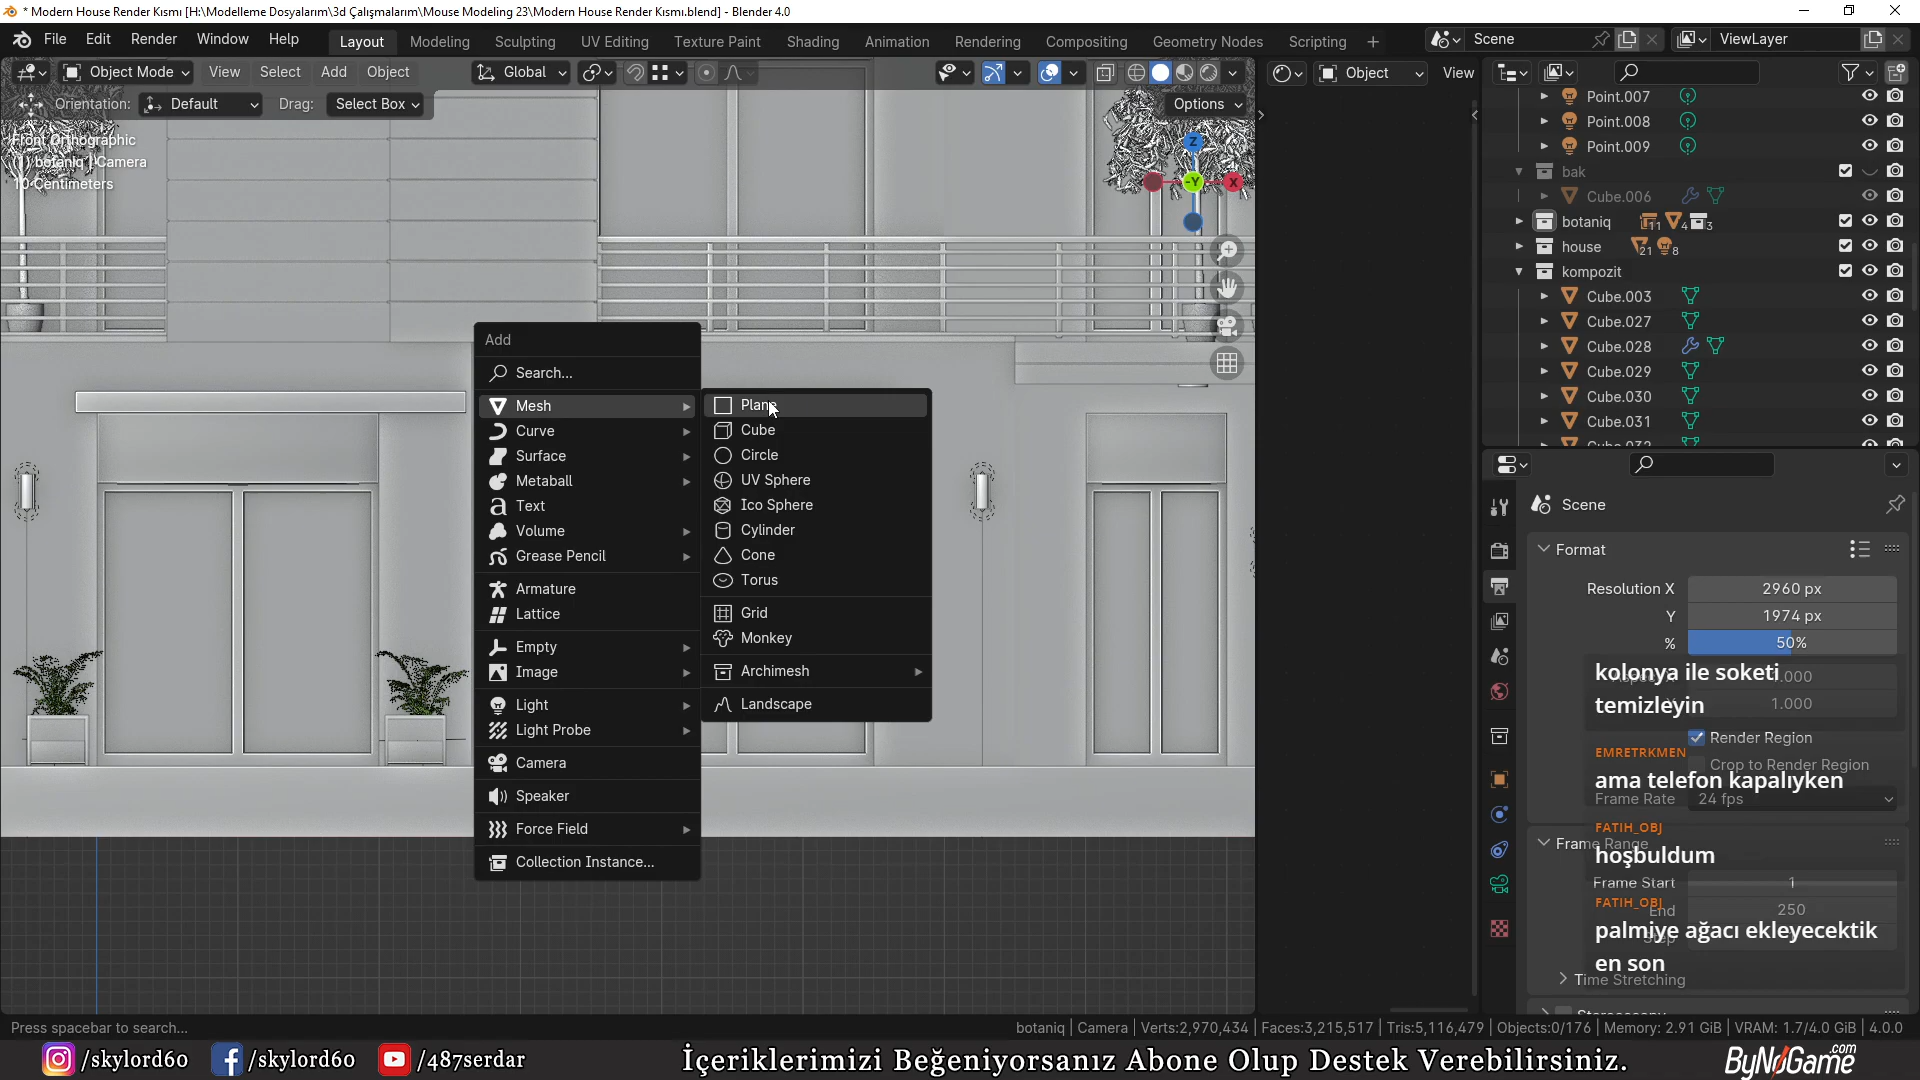 * Modern House Render Kısmı [H:\Modelleme Dosyalarım\3d Çalışmalarım\Mouse Modeling 23\Modern House Render Kısmı.blend] - Blender 4.0
File Edit Render Window Help Layout Modeling Sculpting UV Editing Texture Paint Shading Animation Rendering Compositing Geometry Nodes Scripting + Scene ViewLayer
Object Mode View Select Add Object Global Object View
Orientation: Default Drag: Select Box Options
Front Orthographic
(1) botaniq | Camera
10 Centimeters
Z
-Y
X
Add
Search...
Mesh
Curve
Surface
Metaball
Text
Volume
Grease Pencil
Armature
Lattice
Empty
Image
Light
Light Probe
Camera
Speaker
Force Field
Collection Instance...
Plane
Cube
Circle
UV Sphere
Ico Sphere
Cylinder
Cone
Torus
Grid
Monkey
Archimesh
Landscape
Point.007
Point.008
Point.009
bak
Cube.006
botaniq 11 4 3
house 21 8
kompozit
Cube.003
Cube.027
Cube.028
Cube.029
Cube.030
Cube.031
Cube.032
Scene
Format
Resolution X 2960 px
Y 1974 px
% 50%
kolonya ile soketi
1.000
temizleyin
1.000
Render Region
EMRETRKMEN
Crop to Render Region
ama telefon kapalıyken
Frame Rate 24 fps
FATIH_OBJ
Frame Range
hoşbuldum
Frame Start 1
FATIH_OBJ
End 250
palmiye ağacı ekleyecektik
Step
en son
Time Stretching
Stereoscopy
Press spacebar to search...
botaniq | Camera | Verts:2,970,434 | Faces:3,215,517 | Tris:5,116,479 | Objects:0/176 | Memory: 2.91 GiB | VRAM: 1.7/4.0 GiB | 4.0.0
/skylord60 /skylord60 /487serdar İçeriklerimizi Beğeniyorsanız Abone Olup Destek Verebilirsiniz. ByNoGame.com